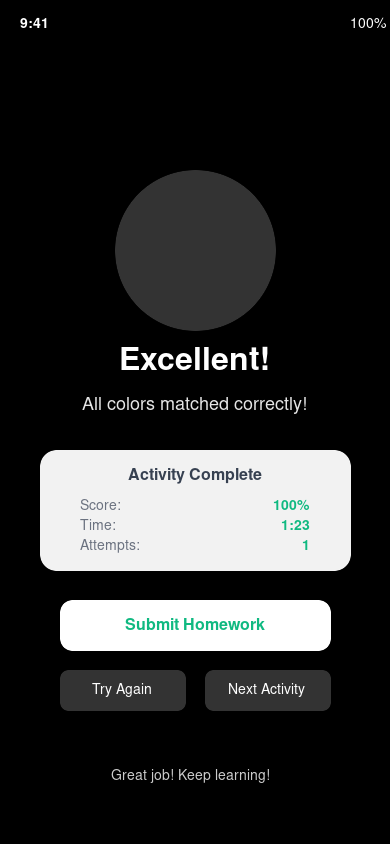 9:41 100%
Excellent!
All colors matched correctly!
Activity Complete
Score: 100%
Time: 1:23
Attempts: 1
Submit Homework
Try Again Next Activity
Great job! Keep learning!